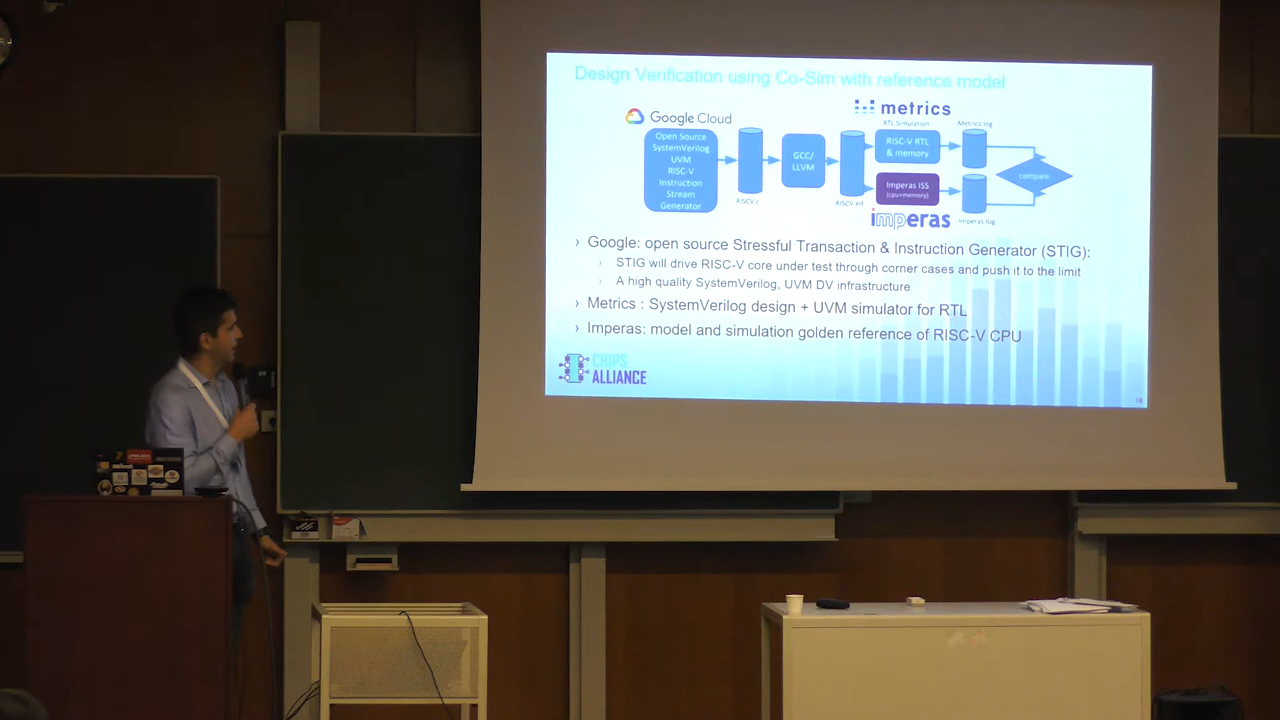 Design Verification using Co-Sim with reference model
Google Cloud
metrics
RTL Simulation
Metrics log
Open Source
SystemVerilog
UVM
RISC-V
Instruction
Stream
Generator
RISCV c
GCC/
LLVM
RISCV elf
RISC-V RTL
& memory
Imperas ISS
(cpu+memory)
imperas
Imperas log
compare
› Google: open source Stressful Transaction & Instruction Generator (STIG):
› STIG will drive RISC-V core under test through corner cases and push it to the limit
› A high quality SystemVerilog, UVM DV infrastructure
› Metrics : SystemVerilog design + UVM simulator for RTL
› Imperas: model and simulation golden reference of RISC-V CPU
CHIPS
ALLIANCE
18